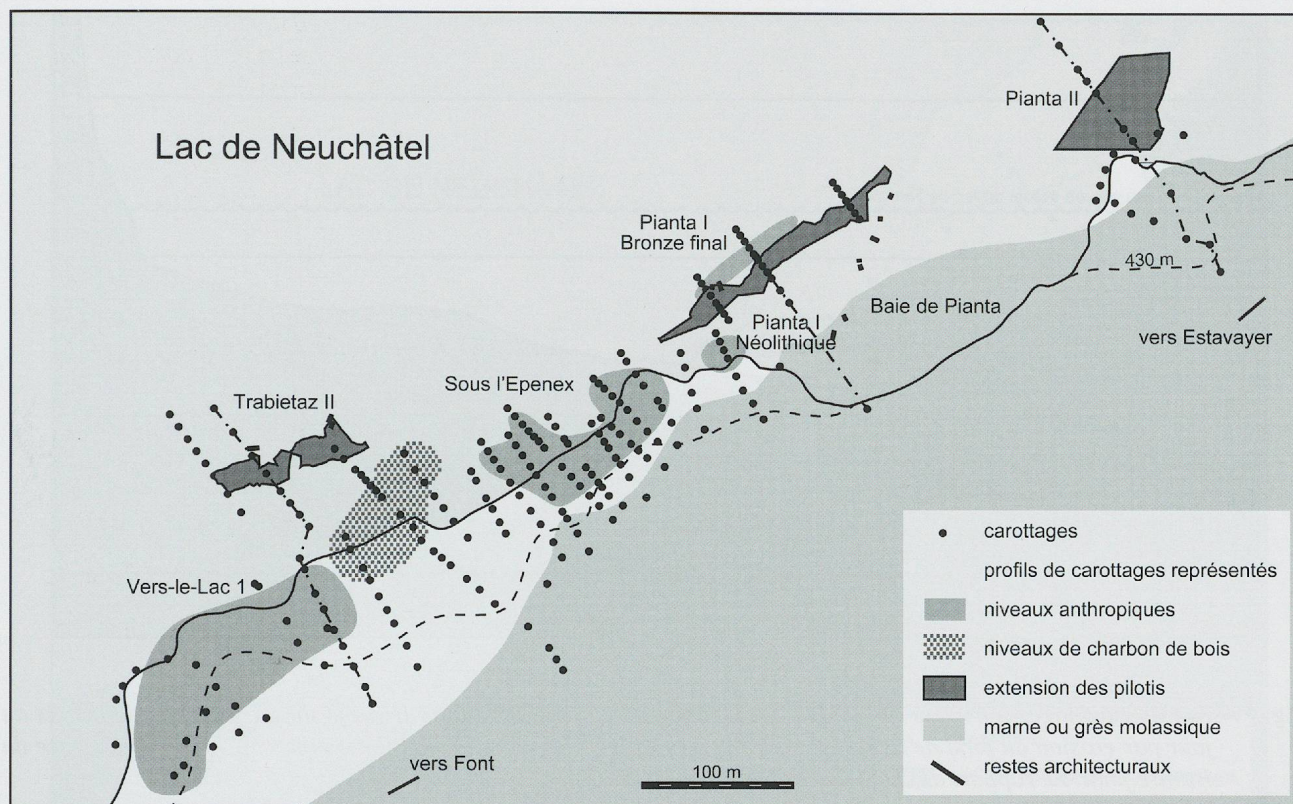 Lac de Neuchâtel
Pianta II
Pianta I
Bronze final
430 m
Baie de Pianta
Pianta I
Néolithique
vers Estavayer
Sous l'Epenex
Trabietaz II
Vers-le-Lac 1
vers Font
100 m
carottages
profils de carottages représentés
niveaux anthropiques
niveaux de charbon de bois
extension des pilotis
marne ou grès molassique
restes architecturaux